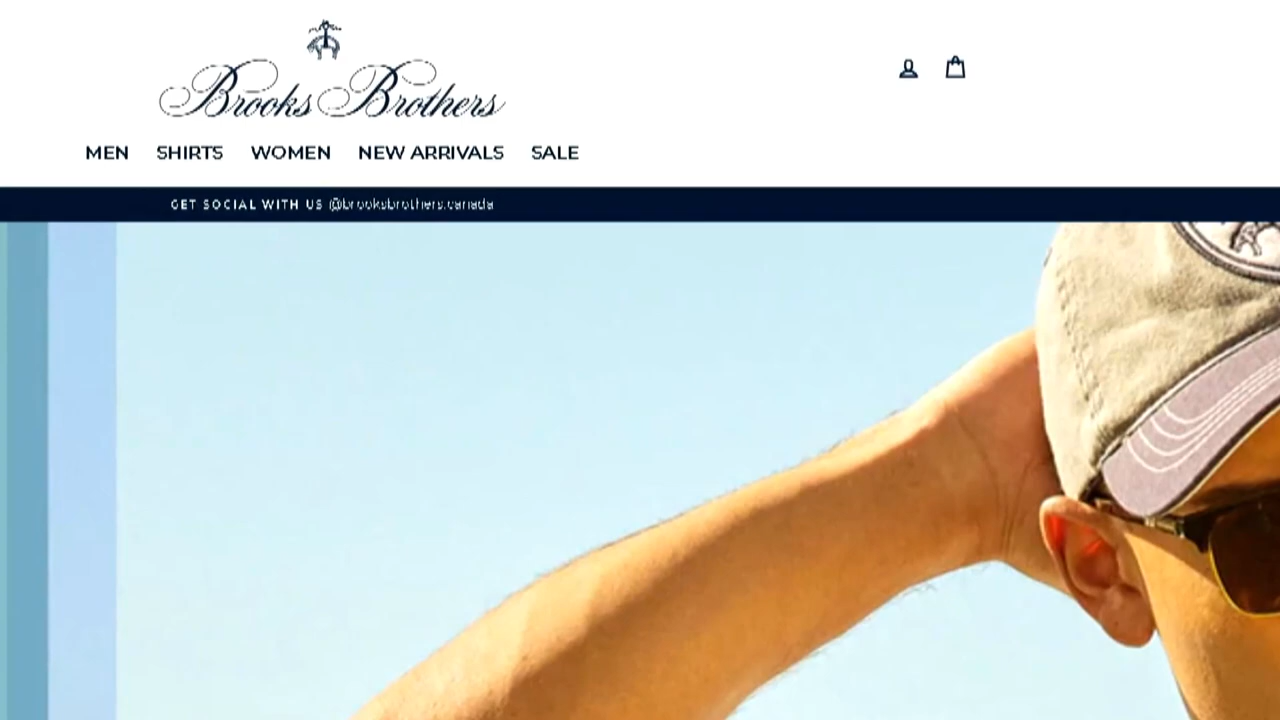 Brooks Brothers
MEN SHIRTS WOMEN NEW ARRIVALS SALE
GET SOCIAL WITH US @brooksbrothers.canada